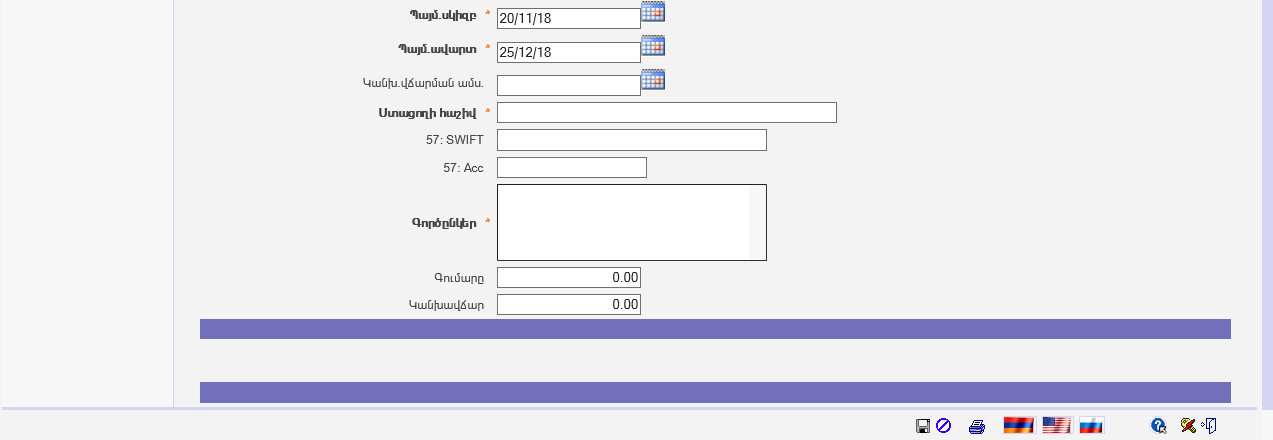 Պայմ.սկիզբ * 20/11/18
Պայմ.ավարտ * 25/12/18
Կանխ.վճարման ամս.
Ստացողի հաշիվ *
57: SWIFT
57: Acc
Գործընկեր *
Գումարը 0.00
Կանխավճար 0.00